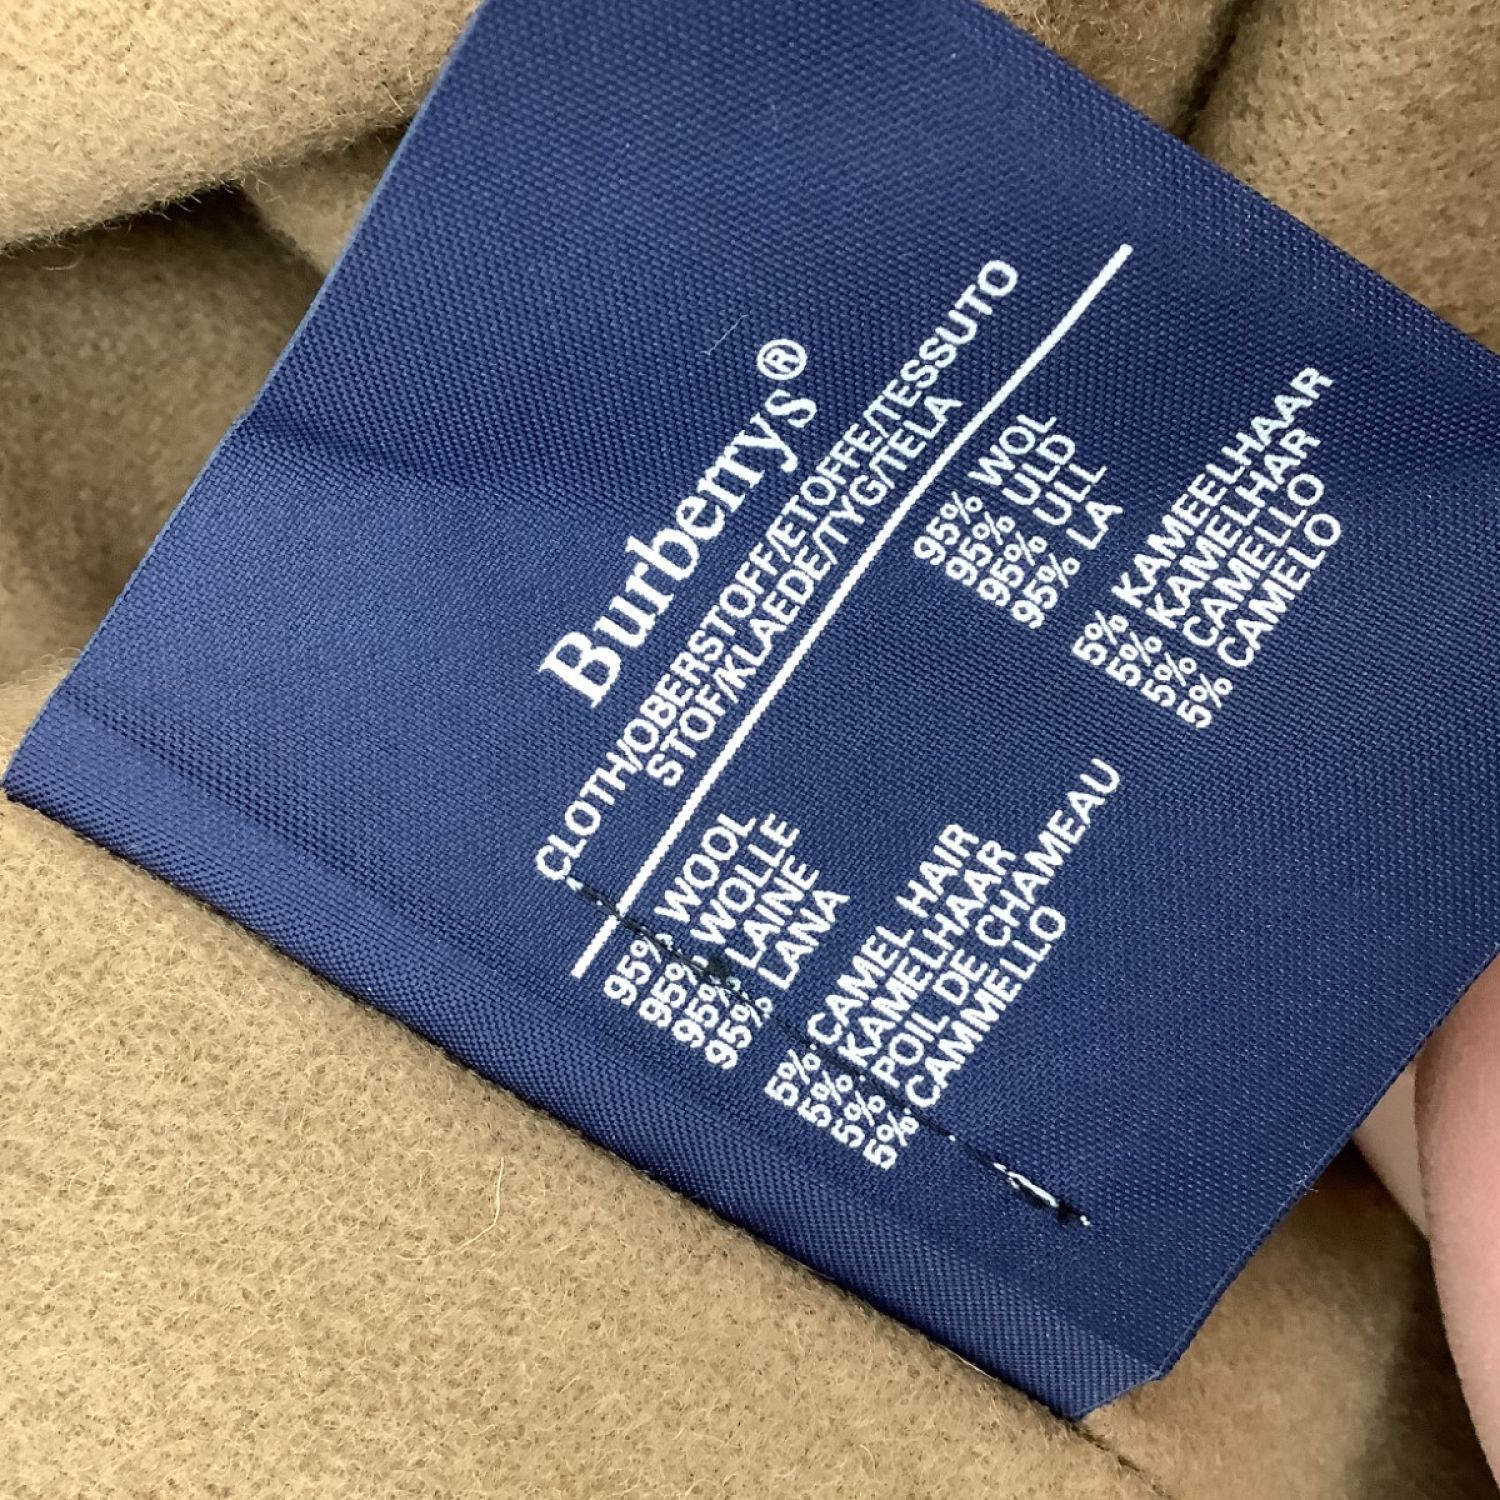 Burberrys®
CLOTH/OBERSTOFF/ETOFFE/TESSUTO
STOF/KLAEDE/TYG/TELA
95% WOOL
95% WOLLE
95% LAINE
95% LANA
5% CAMEL HAIR
5% KAMELHAAR
5% POIL DE CHAMEAU
5% CAMMELLO
95% WOL
95% ULD
95% ULL
95% LA
5% KAMEELHAAR
5% KAMELHAR
5% CAMELLO
5% CAMELO